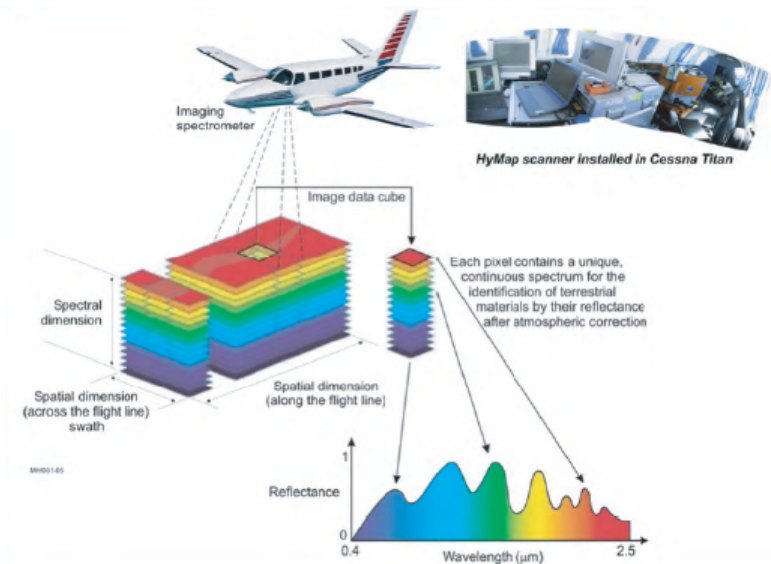 Imaging
spectrometer
HyMap scanner installed in Cessna Titan
Image data cube
Each pixel contains a unique,
continuous spectrum for the
identification of terrestrial
materials by their reflectance
after atmospheric correction
Spectral
dimension
Spatial dimension
(across the flight line)
swath
Spatial dimension
(along the flight line)
1
Reflectance
0
0.4
Wavelength (μm)
2.5